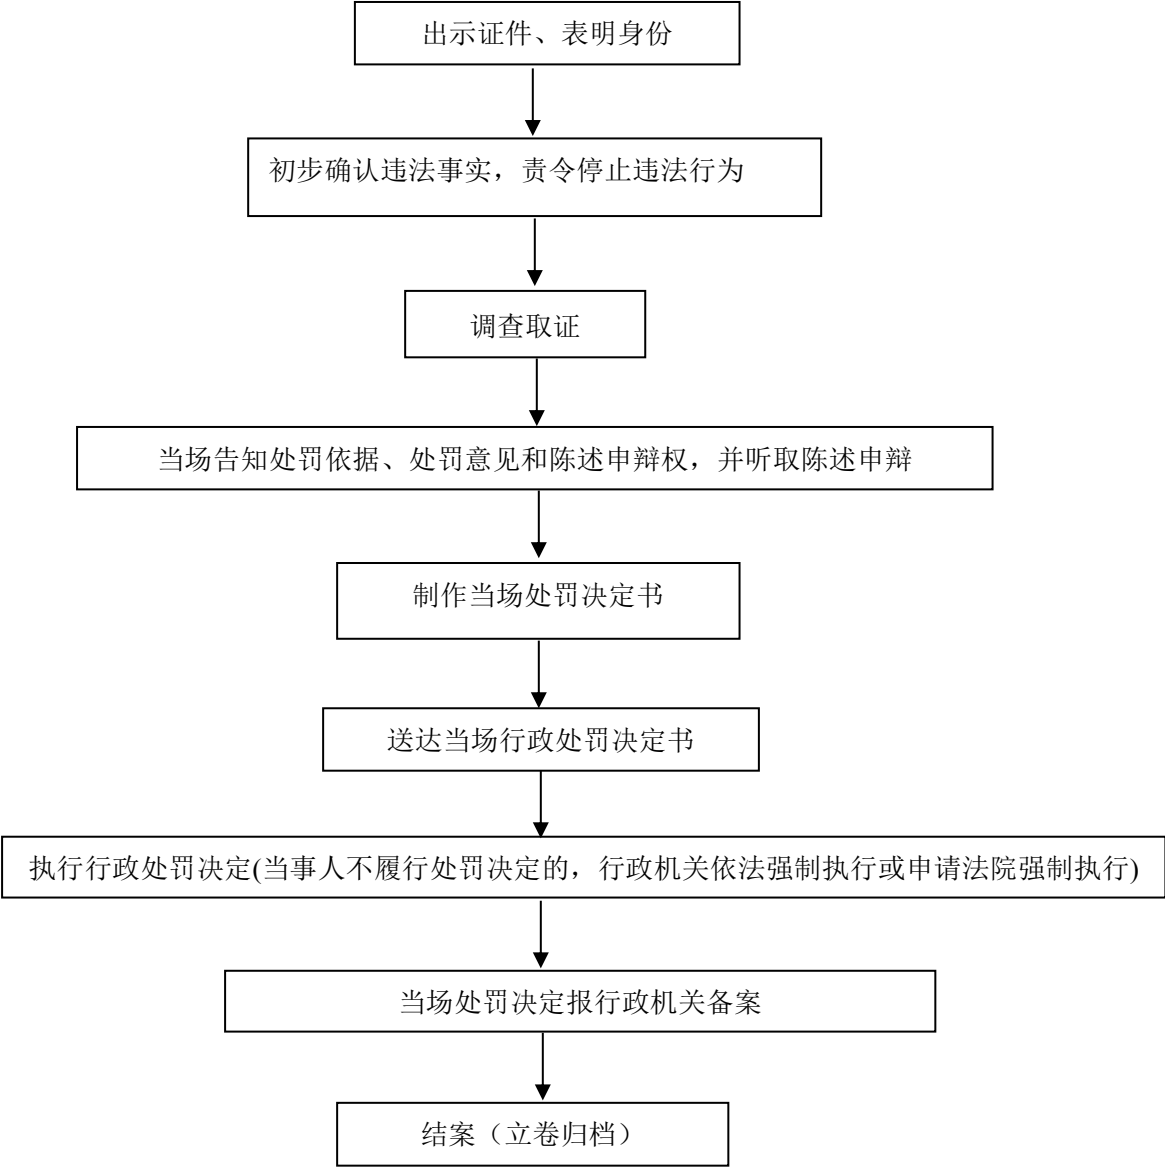 出示证件、表明身份
初步确认违法事实，责令停止违法行为
调查取证
当场告知处罚依据、处罚意见和陈述申辩权，并听取陈述申辩
制作当场处罚决定书
送达当场行政处罚决定书
执行行政处罚决定(当事人不履行处罚决定的，行政机关依法强制执行或申请法院强制执行)
当场处罚决定报行政机关备案
结案（立卷归档）